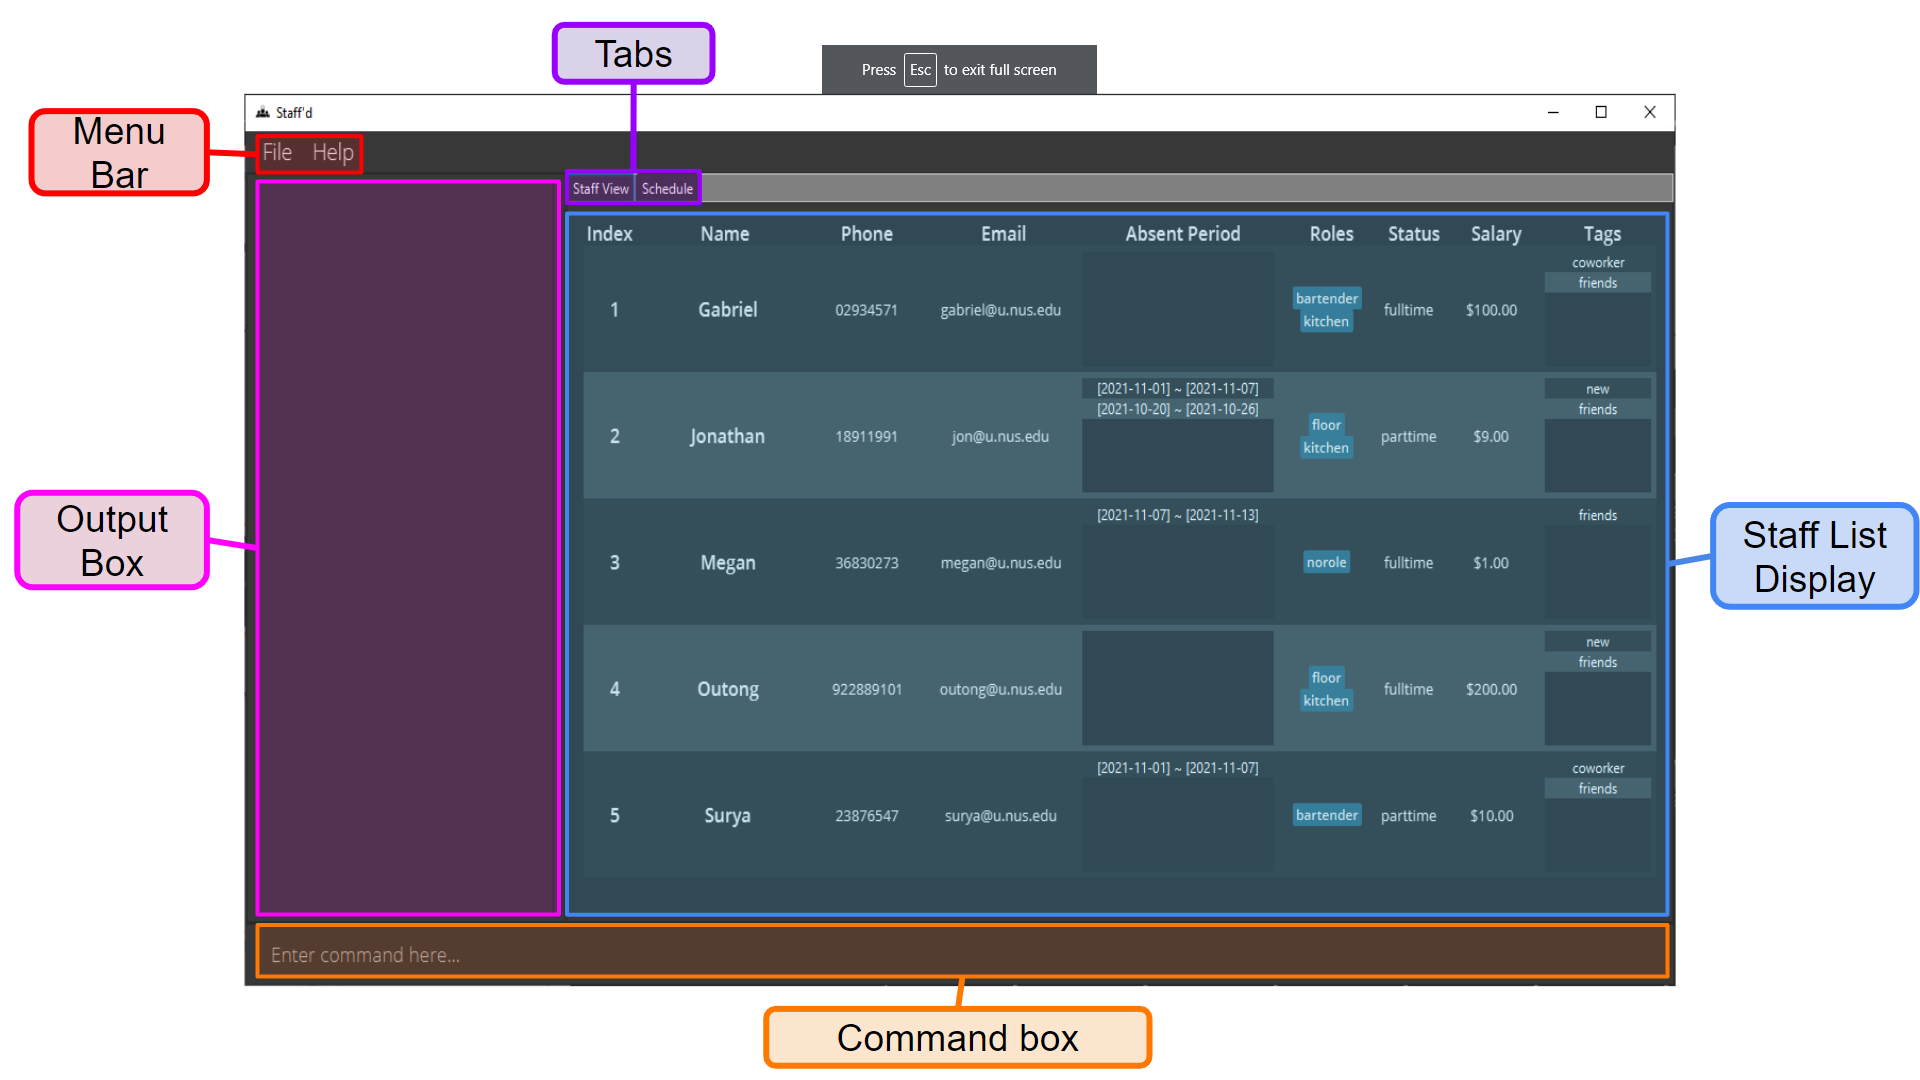 Tabs
Press Esc to exit full screen
Staff'd
Menu
Bar
File Help
Staff View Schedule
Index Name Phone Email Absent Period Roles Status Salary Tags
coworker
friends
1 Gabriel 02934571 gabriel@u.nus.edu bartender kitchen fulltime $100.00
[2021-11-01] ~ [2021-11-07] new
[2021-10-20] ~ [2021-10-26] friends
2 Jonathan 18911991 jon@u.nus.edu floor kitchen parttime $9.00
[2021-11-07] ~ [2021-11-13] friends
3 Megan 36830273 megan@u.nus.edu norole fulltime $1.00
new
friends
4 Outong 922889101 outong@u.nus.edu floor kitchen fulltime $200.00
[2021-11-01] ~ [2021-11-07] coworker
friends
5 Surya 23876547 surya@u.nus.edu bartender parttime $10.00
Output
Box
Staff List
Display
Enter command here...
Command box